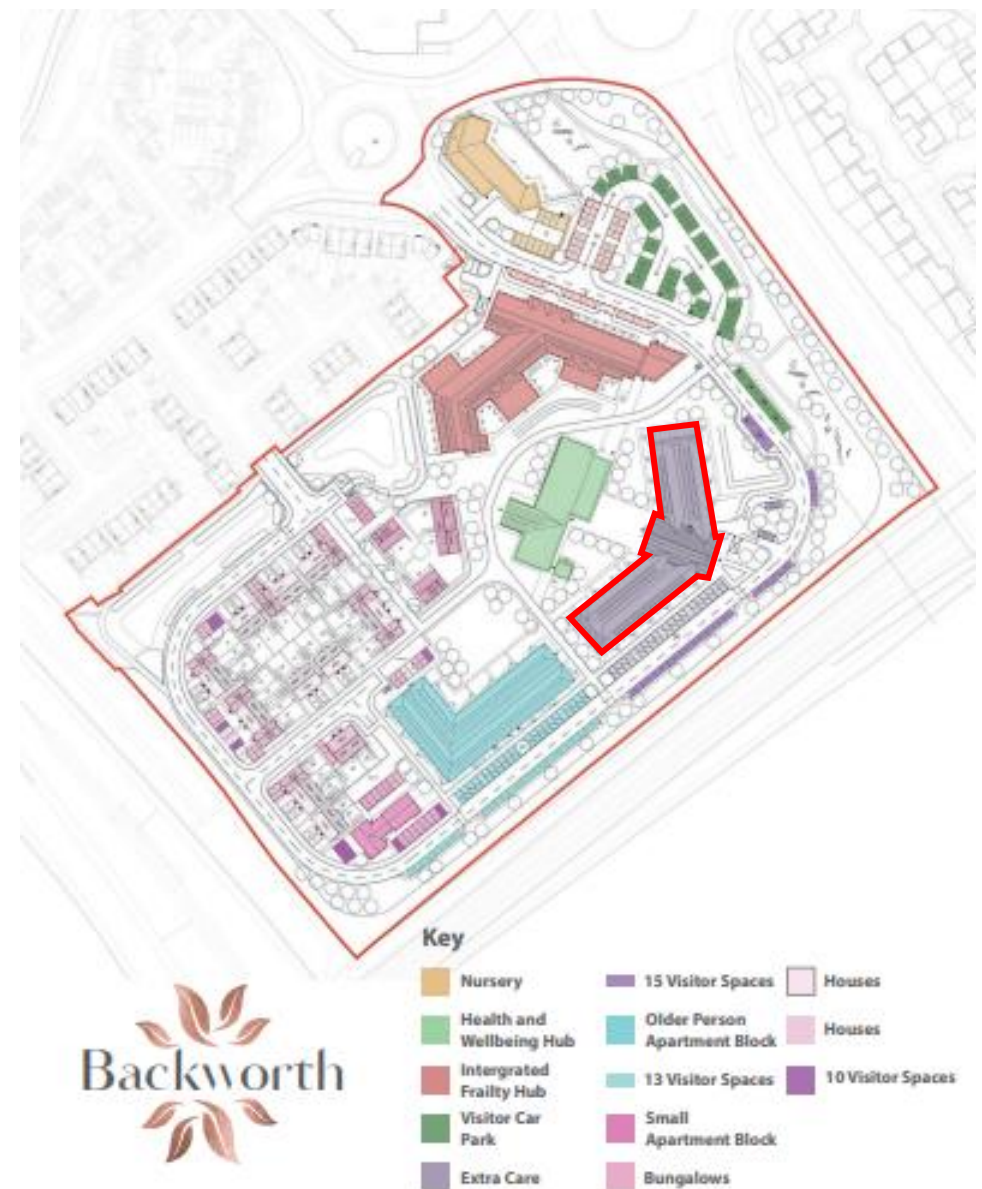 Key
Nursery
Health and
Wellbeing Hub
Intergrated
Frailty Hub
Visitor Car
Park
Extra Care
15 Visitor Spaces
Older Person
Apartment Block
13 Visitor Spaces
Small
Apartment Block
Bungalows
Houses
Houses
10 Visitor Spaces
Backworth